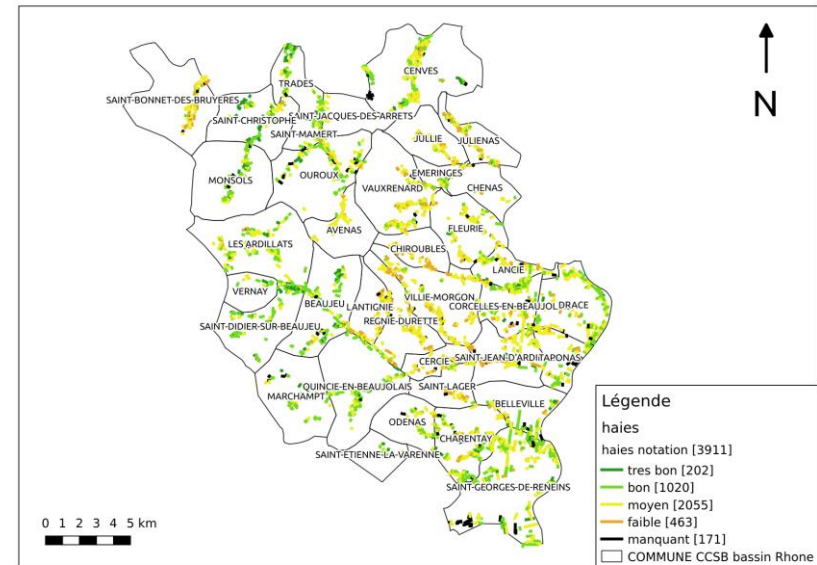 N
CENVES
TRADES
SAINT-BONNET-DES-BRUYERES
SAINT-JACQUES-DES-ARRETS
SAINT-CHRISTOPHE
SAINT-MAMERT
JULLIE
JULIENAS
EMERINGES
MONSOLS
OUROUX
VAUXRENARD
CHENAS
AVENAS
FLEURIE
LES ARDILLATS
CHIROUBLES
LANCIE
VERNAY
BEAUJEU
LANTIGNIE
VILLIE-MORGON
CORCELLES-EN-BEAUJOL
DRACE
SAINT-DIDIER-SUR-BEAUJEU
REGNIE-DURETTE
CERCIE
SAINT-JEAN-D'ARDI
TAPONAS
QUINCIE-EN-BEAUJOLAIS
SAINT-LAGER
MARCHAMPT
BELLEVILLE
ODENAS
CHARENTAY
SAINT-ETIENNE-LA-VARENNE
SAINT-GEORGES-DE-RENEINS
0 1 2 3 4 5 km
Légende
haies
haies notation [3911]
tres bon [202]
bon [1020]
moyen [2055]
faible [463]
manquant [171]
COMMUNE CCSB bassin Rhone